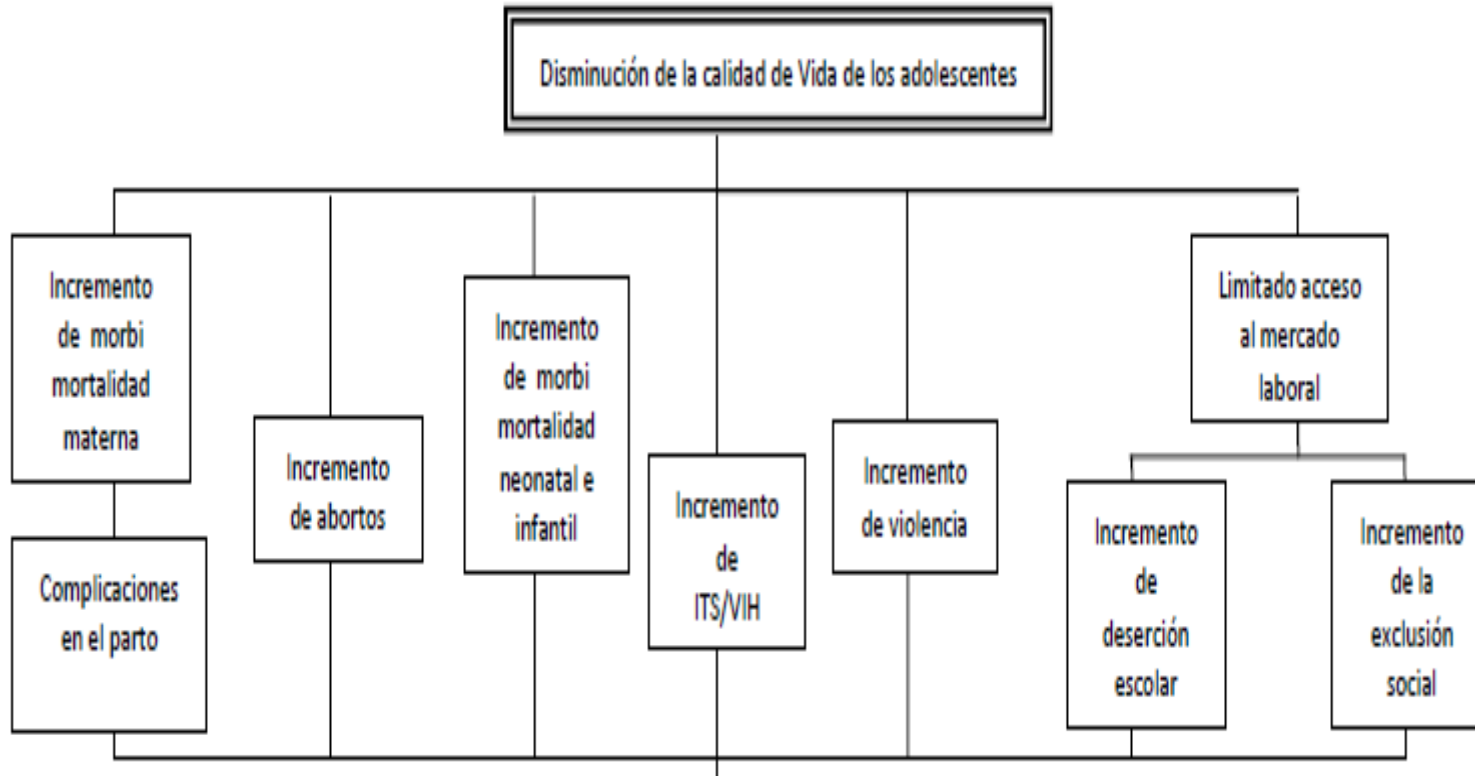 Disminución de la calidad de Vida de los adolescentes
Incremento
de morbi
mortalidad
materna
Complicaciones
en el parto
Incremento
de abortos
Incremento
de morbi
mortalidad
neonatal e
infantil
Incremento
de
ITS/VIH
Incremento
de violencia
Limitado acceso
al mercado
laboral
Incremento
de
deserción
escolar
Incremento
de la
exclusión
social